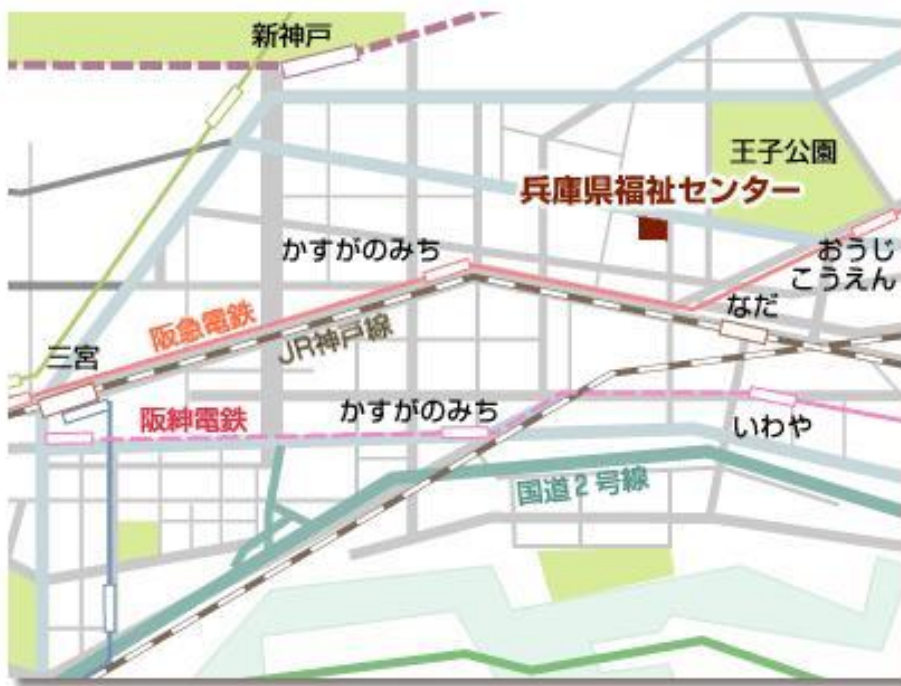 新神戸
王子公園
兵庫県福祉センター
かすがのみち
おうじ
こうえん
なだ
阪急電鉄
JR神戸線
三宮
かすがのみち
阪紳電鉄
いわや
国道2号線